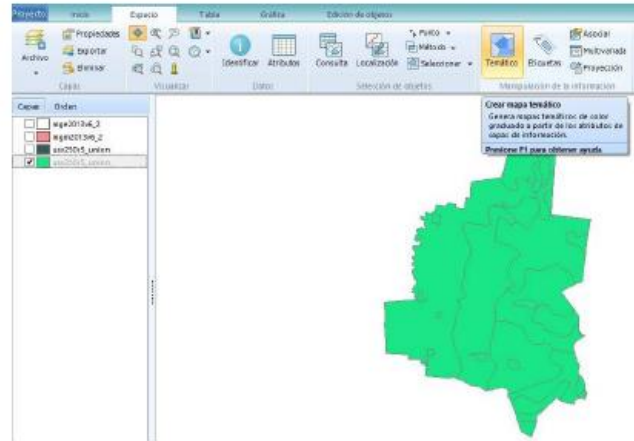 Proyecto Inicio Espacio Tabla Gráfica Edición de objetos
Archivo
Propiedades
Exportar
Eliminar
Capas
Visualizar
Identificar Atributos
Datos
Consulta Localización
Punto
Método
Seleccionar
Selección de objetos
Temático Etiquetas
Asociar
Multivariada
Proyección
Manipulación de la información
Crear mapa temático
Genera mapas temáticos de color
graduado a partir de los atributos de
capas de información.
Presione F1 para obtener ayuda
Capas Orden
mge2013v6_2
mgm2013v6_2
usv250s5_union
usv250s5_union